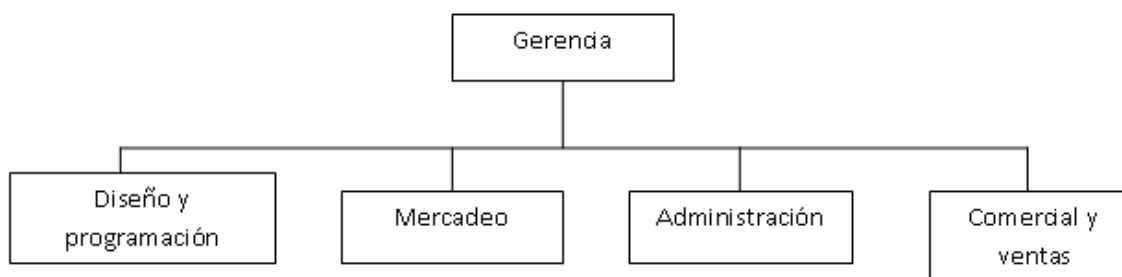 Gerencia
Diseño y
programación
Mercadeo
Administración
Comercial y
ventas